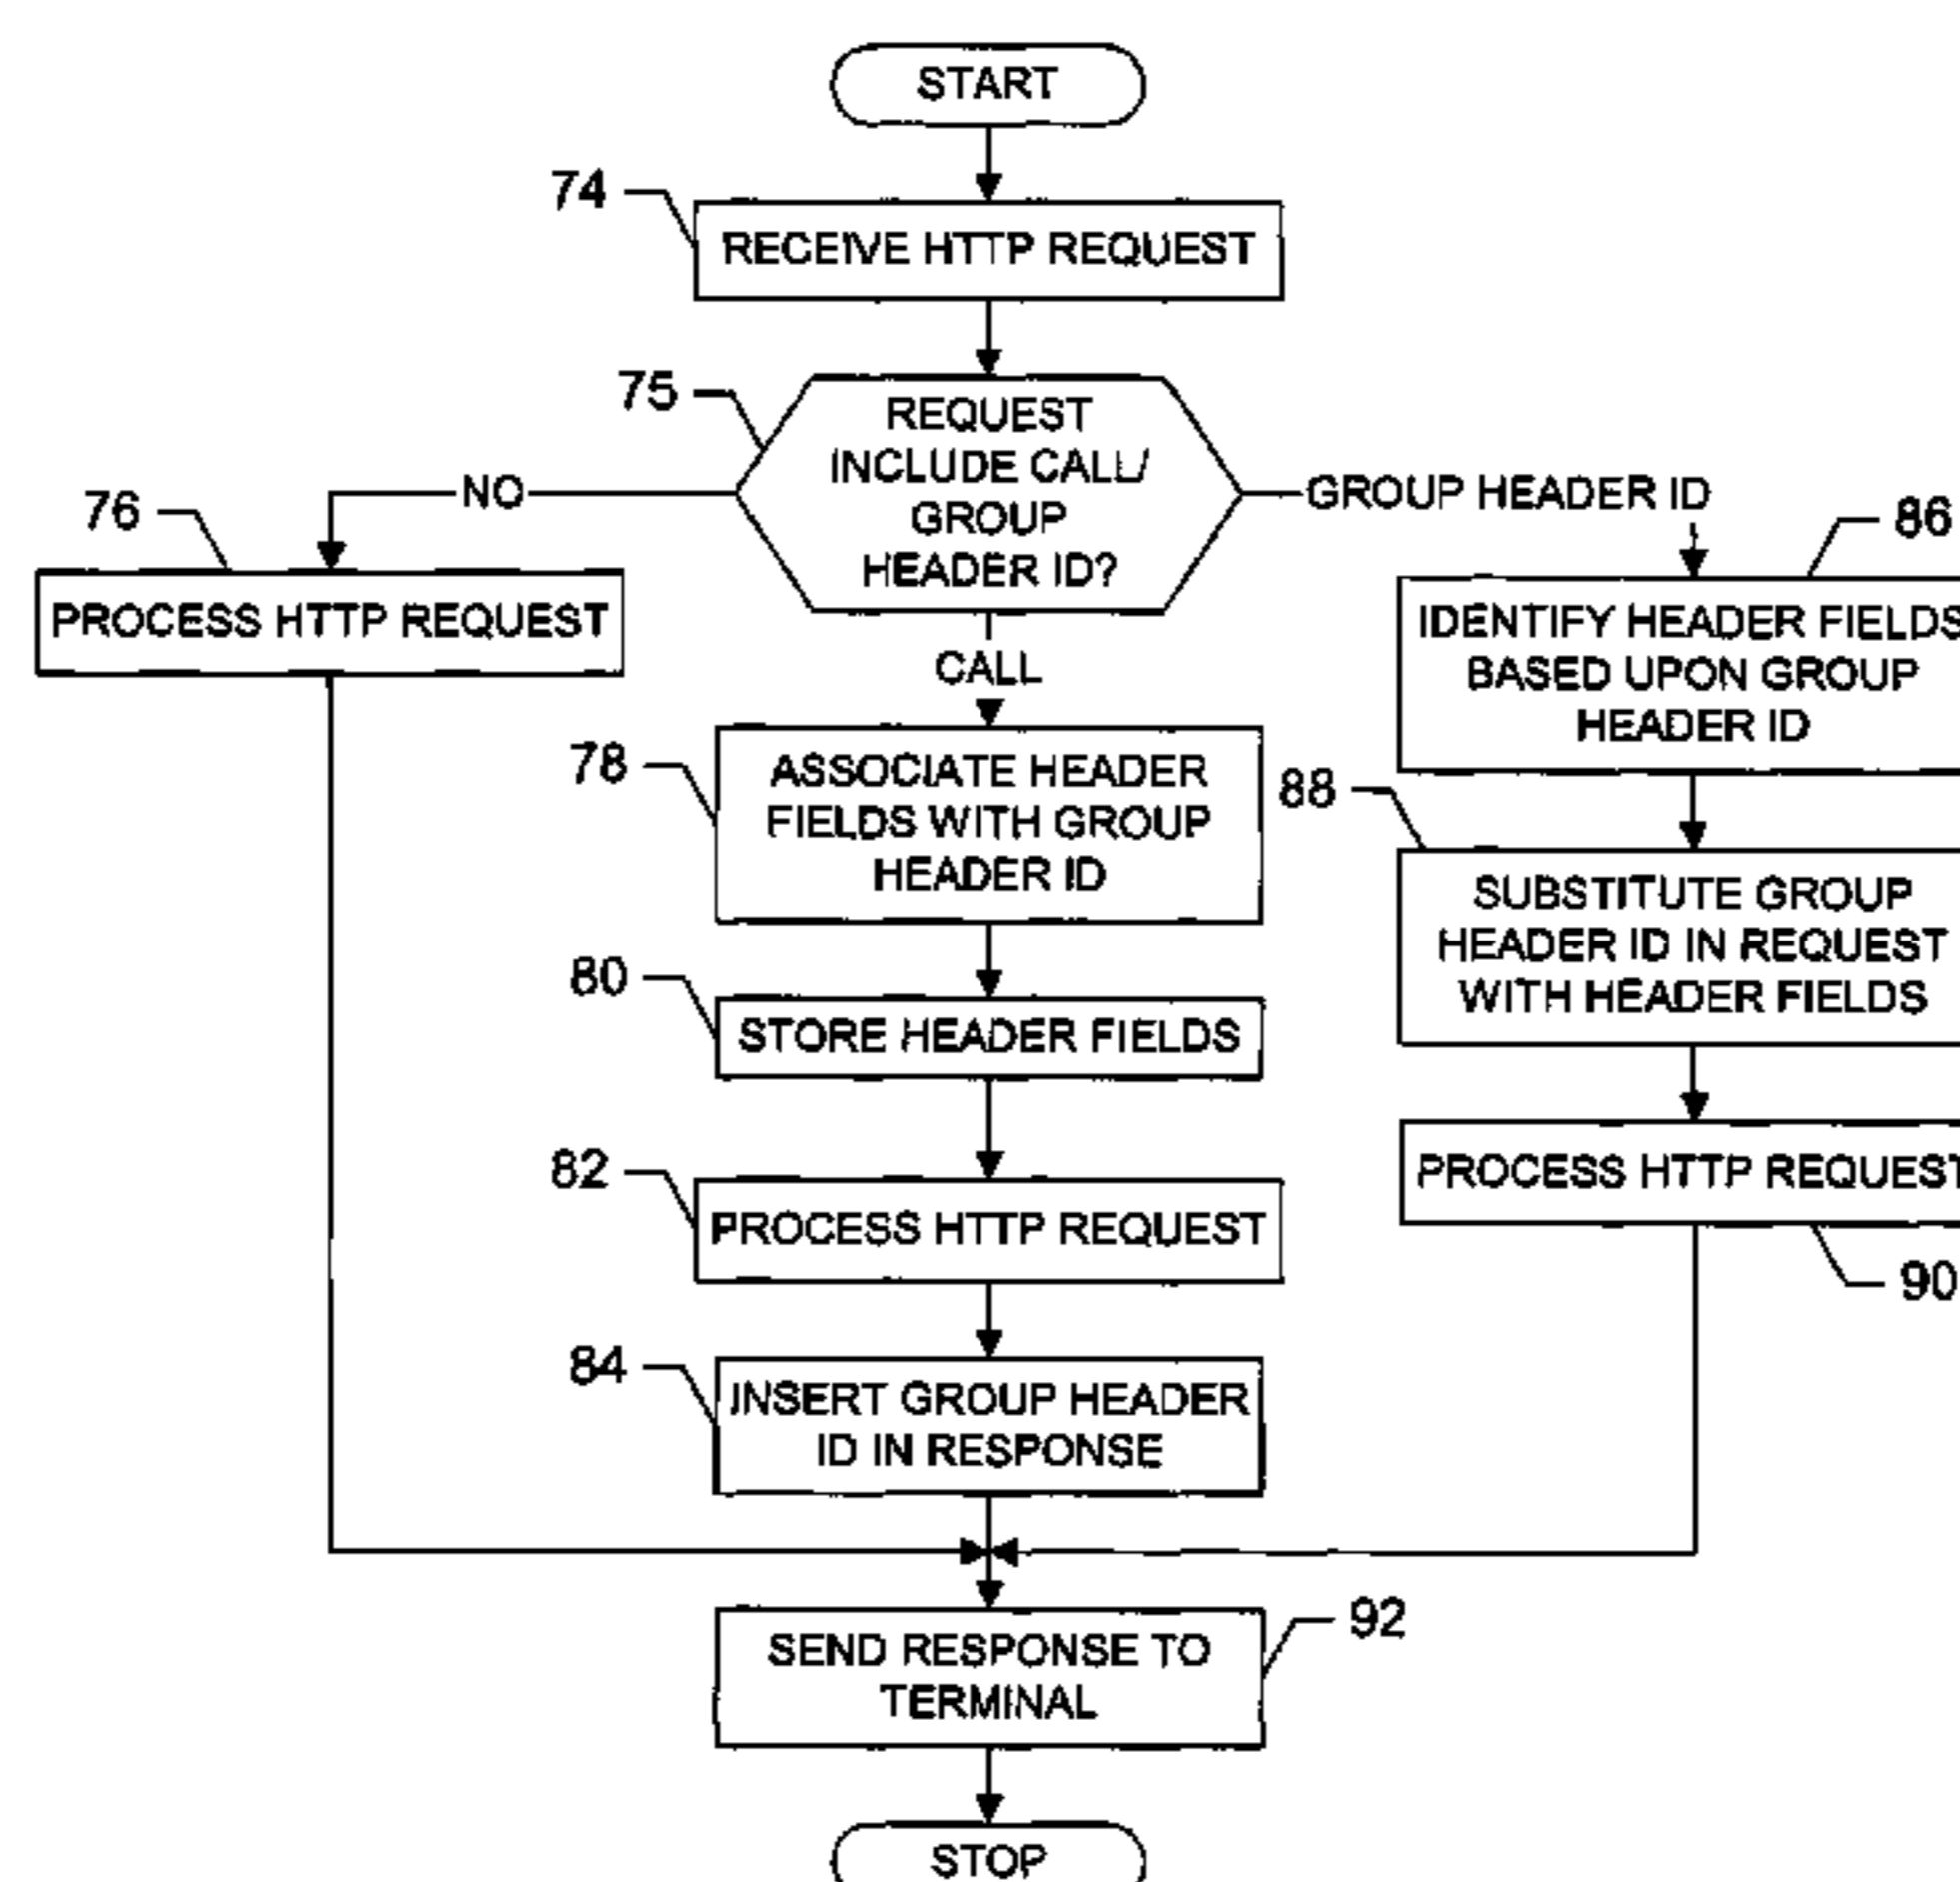 START
74
RECEIVE HTTP REQUEST
75
REQUEST
INCLUDE CALL/
GROUP
HEADER ID?
NO
GROUP HEADER ID
76
PROCESS HTTP REQUEST
CALL
86
IDENTIFY HEADER FIELDS
BASED UPON GROUP
HEADER ID
78
ASSOCIATE HEADER
FIELDS WITH GROUP
HEADER ID
88
SUBSTITUTE GROUP
HEADER ID IN REQUEST
WITH HEADER FIELDS
80
STORE HEADER FIELDS
82
PROCESS HTTP REQUEST
PROCESS HTTP REQUEST
90
84
INSERT GROUP HEADER
ID IN RESPONSE
92
SEND RESPONSE TO
TERMINAL
STOP